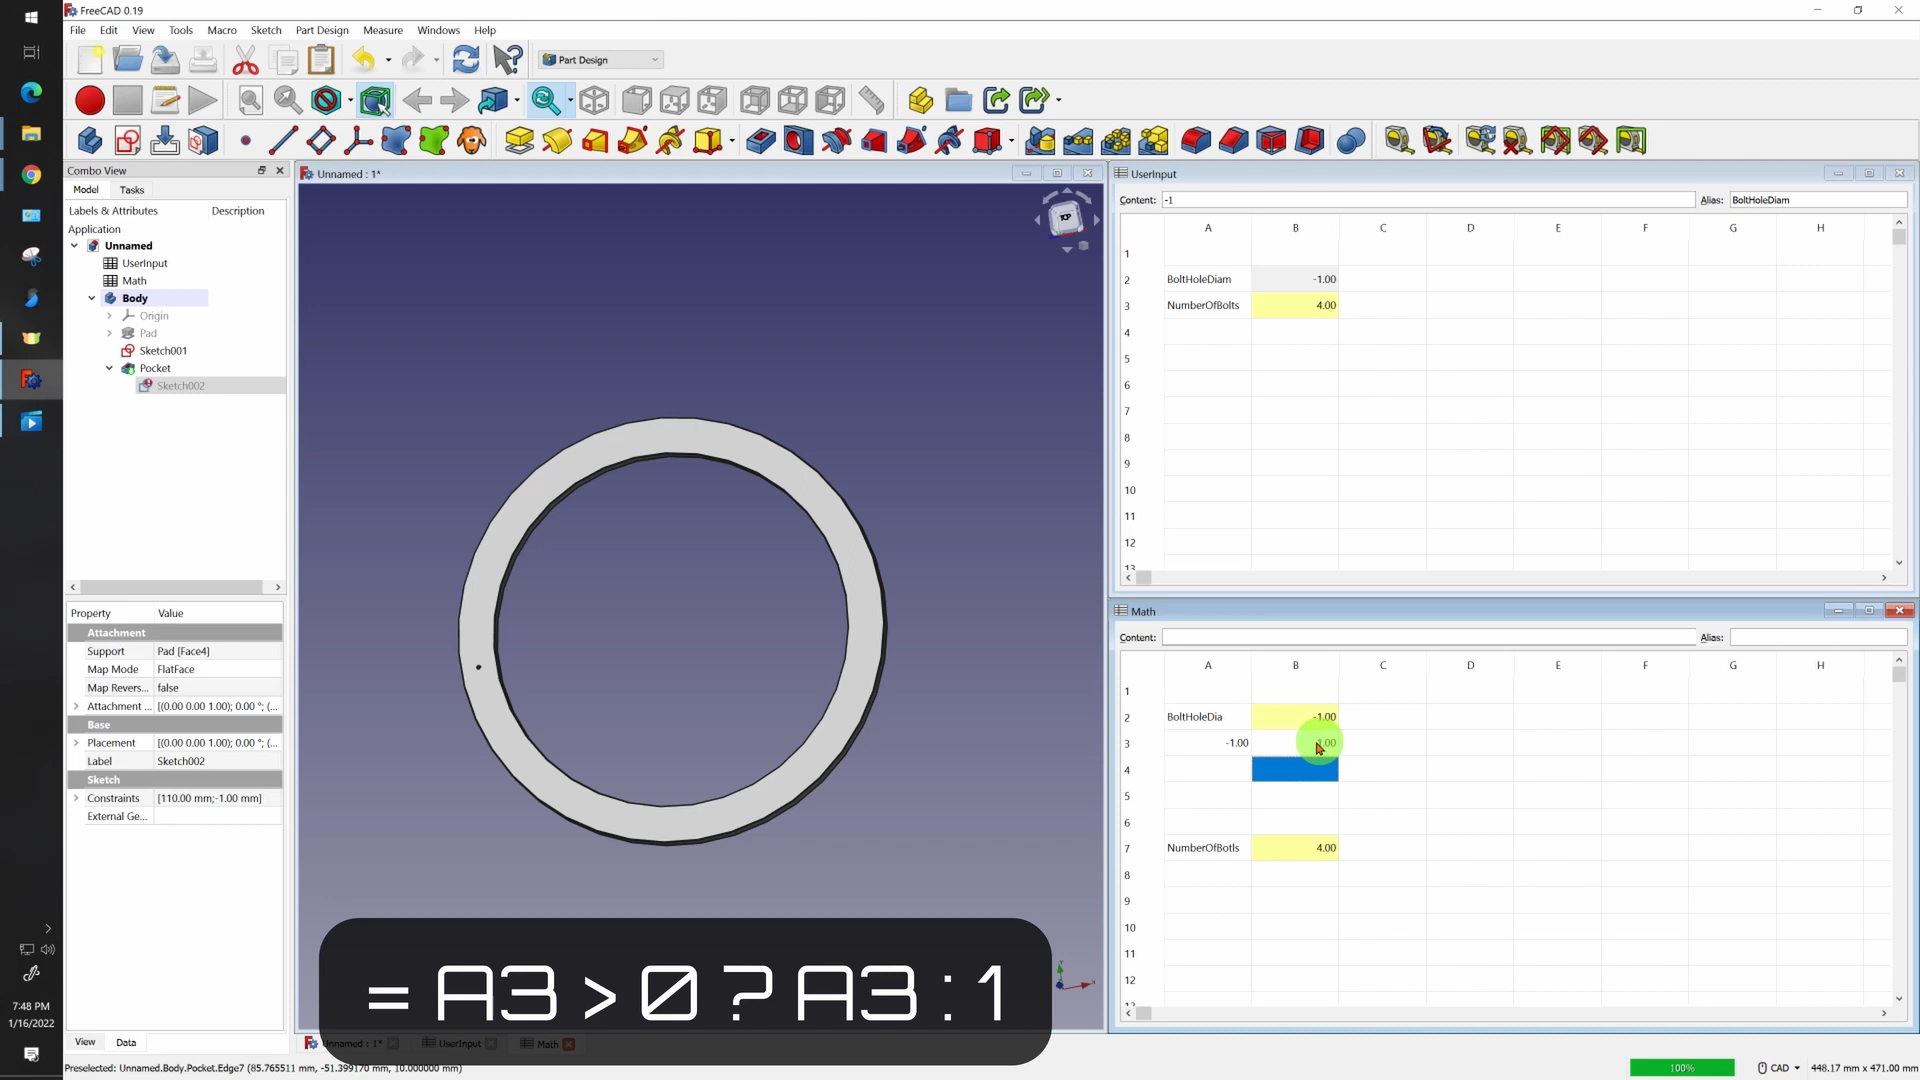 FreeCAD 0.19
File Edit View Tools Macro Sketch Part Design Measure Windows Help
Part Design
Combo View
Model Tasks
Labels & Attributes Description
Application
Unnamed
UserInput
Math
Body
Origin
Pad
Sketch001
Pocket
Sketch002
Property Value
Attachment
Support Pad [Face4]
Map Mode FlatFace
Map Revers... false
Attachment ... [(0.00 0.00 1.00); 0.00 °; (...
Base
Placement [(0.00 0.00 1.00); 0.00 °; (...
Label Sketch002
Sketch
Constraints [110.00 mm;-1.00 mm]
External Ge...
View Data
Unnamed : 1*
TOP
UserInput
Content: -1 Alias: BoltHoleDiam
A B C D E F G H
1
2 BoltHoleDiam -1.00
3 NumberOfBolts 4.00
4
5
6
7
8
9
10
11
12
13
Math
Content: Alias:
A B C D E F G H
1
2 BoltHoleDia -1.00
3 -1.00 1.00
4
5
6
7 NumberOfBotls 4.00
8
9
10
11
12
= A3 > 0 ? A3 : 1
Unnamed : 1* UserInput Math
Preselected: Unnamed.Body.Pocket.Edge7 (85.765511 mm, -51.399170 mm, 10.000000 mm)
100% CAD 448.17 mm x 471.00 mm
7:48 PM
1/16/2022